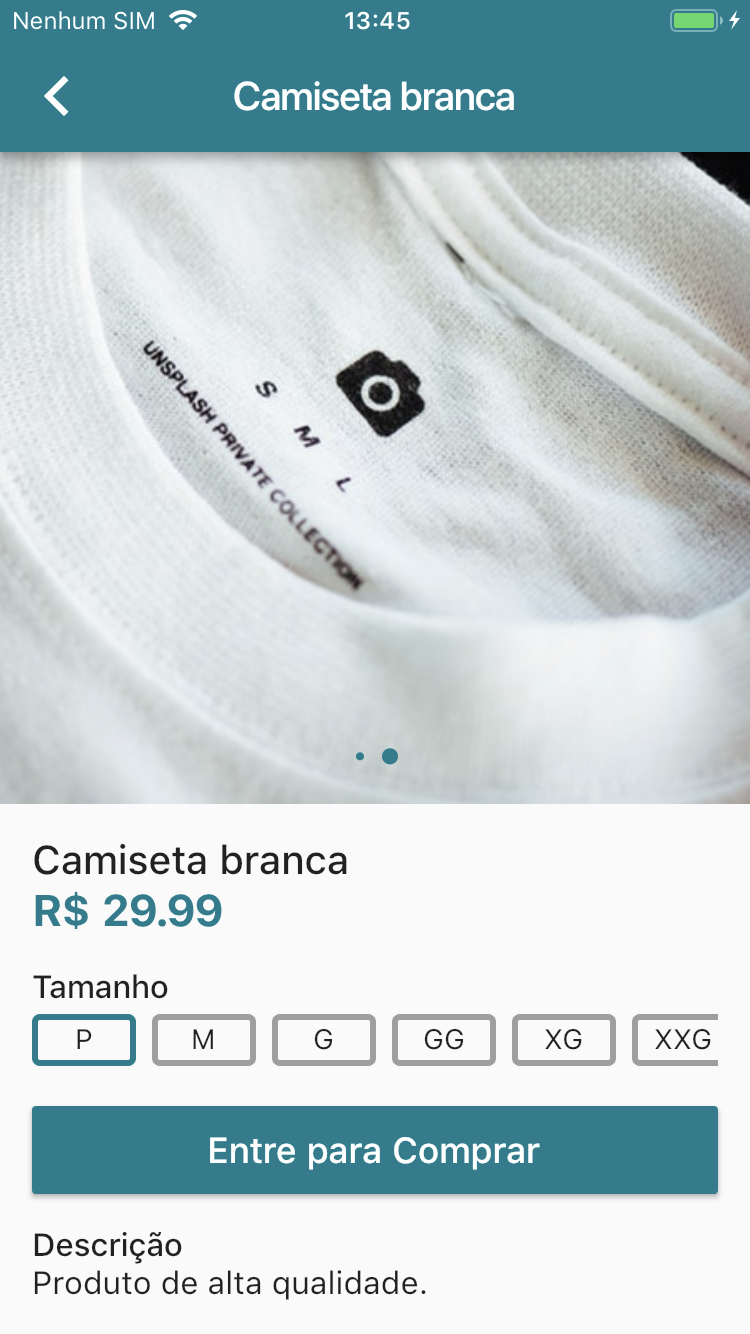 Nenhum SIM 13:45
Camiseta branca
S M L
UNSPLASH PRIVATE COLLECTION
Camiseta branca
R$ 29.99
Tamanho
P M G GG XG XXG
Entre para Comprar
Descrição
Produto de alta qualidade.